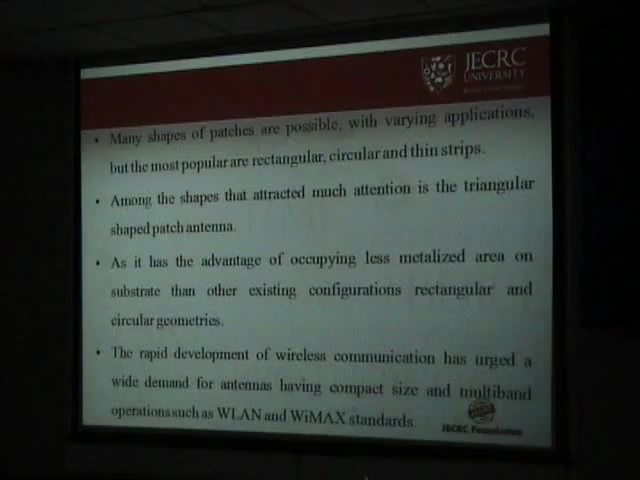 JECRC
UNIVERSITY
• Many shapes of patches are possible, with varying applications,
but the most popular are rectangular, circular and thin strips.
• Among the shapes that attracted much attention is the triangular
shaped patch antenna.
• As it has the advantage of occupying less metalized area on
substrate than other existing configurations rectangular and
circular geometries.
• The rapid development of wireless communication has urged a
wide demand for antennas having compact size and multiband
operations such as WLAN and WiMAX standards.
JECRC Foundation